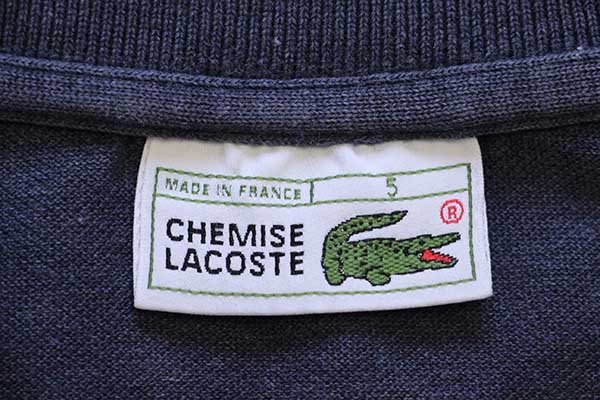 MADE IN FRANCE 5
CHEMISE
LACOSTE
®